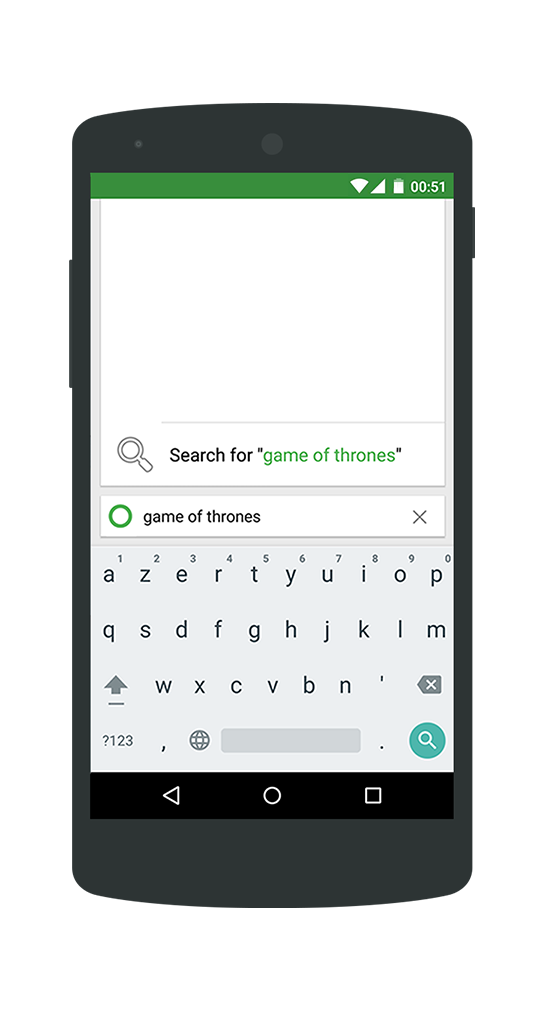 00:51
Search for "game of thrones"
game of thrones
1 2 3 4 5 6 7 8 9 0
a z e r t y u i o p
q s d f g h j k l m
w x c v b n '
?123 , .